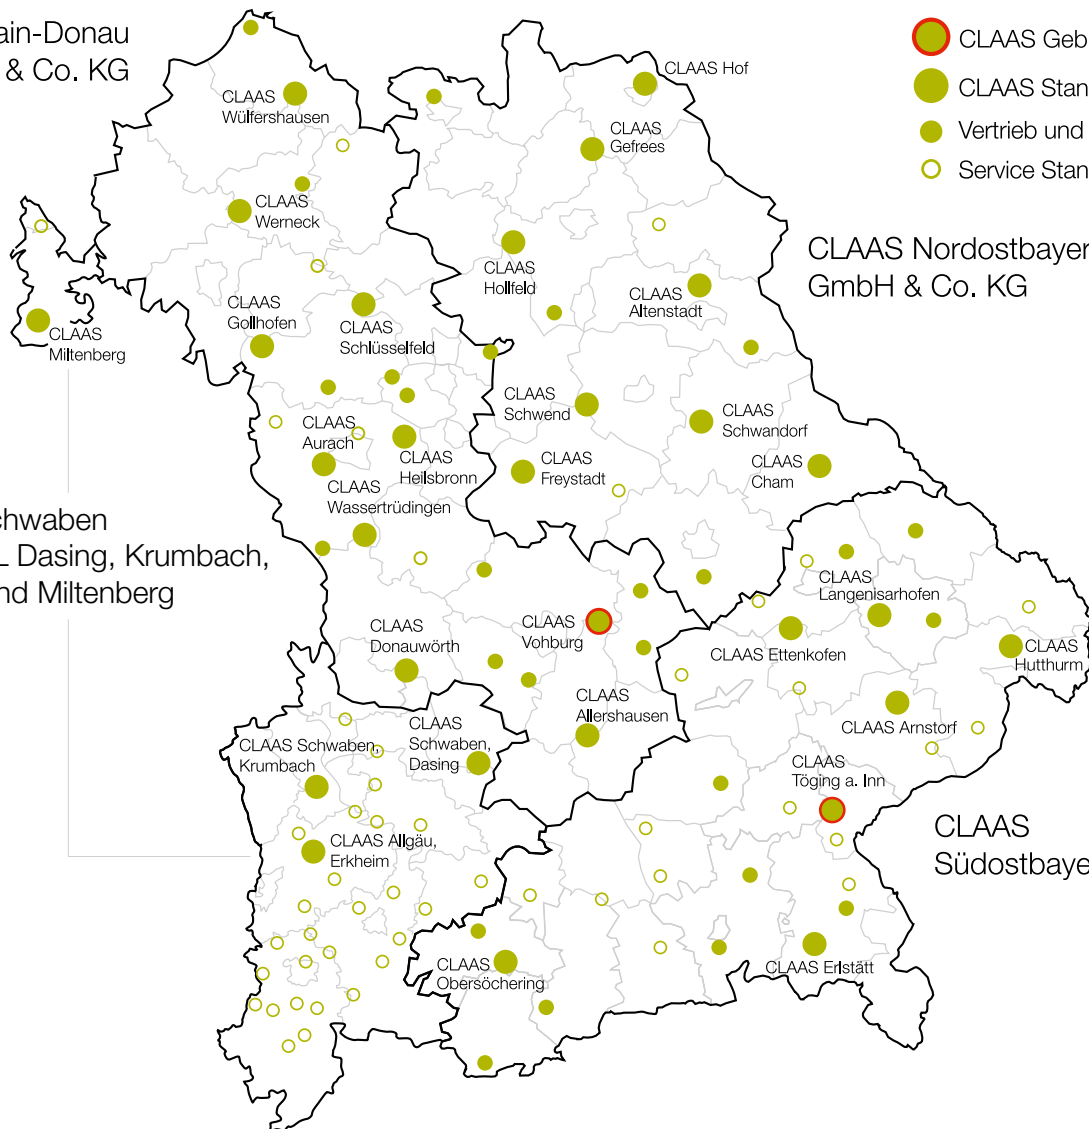 ain-Donau
& Co. KG
CLAAS Geb
CLAAS Stan
Vertrieb und
Service Stan
CLAAS Hof
CLAAS
Wülfershausen
CLAAS
Gefrees
CLAAS
Werneck
CLAAS
Hollfeld
CLAAS Nordostbayer
GmbH & Co. KG
CLAAS
Altenstadt
CLAAS
Gollhofen
CLAAS
Schlüsselfeld
CLAAS
Miltenberg
CLAAS
Schwend
CLAAS
Schwandorf
CLAAS
Aurach
CLAAS
Heilsbronn
CLAAS
Freystadt
CLAAS
Cham
CLAAS
Wassertrüdingen
chwaben
L Dasing, Krumbach,
nd Miltenberg
CLAAS
Langenisarhofen
CLAAS
Donauwörth
CLAAS
Vohburg
CLAAS Ettenkofen
CLAAS
Hutthurm
CLAAS
Allershausen
CLAAS Arnstorf
CLAAS Schwaben,
Krumbach
CLAAS
Schwaben,
Dasing
CLAAS
Töging a. Inn
CLAAS
Südostbaye
CLAAS Allgäu,
Erkheim
CLAAS
Obersöchering
CLAAS Erlstätt